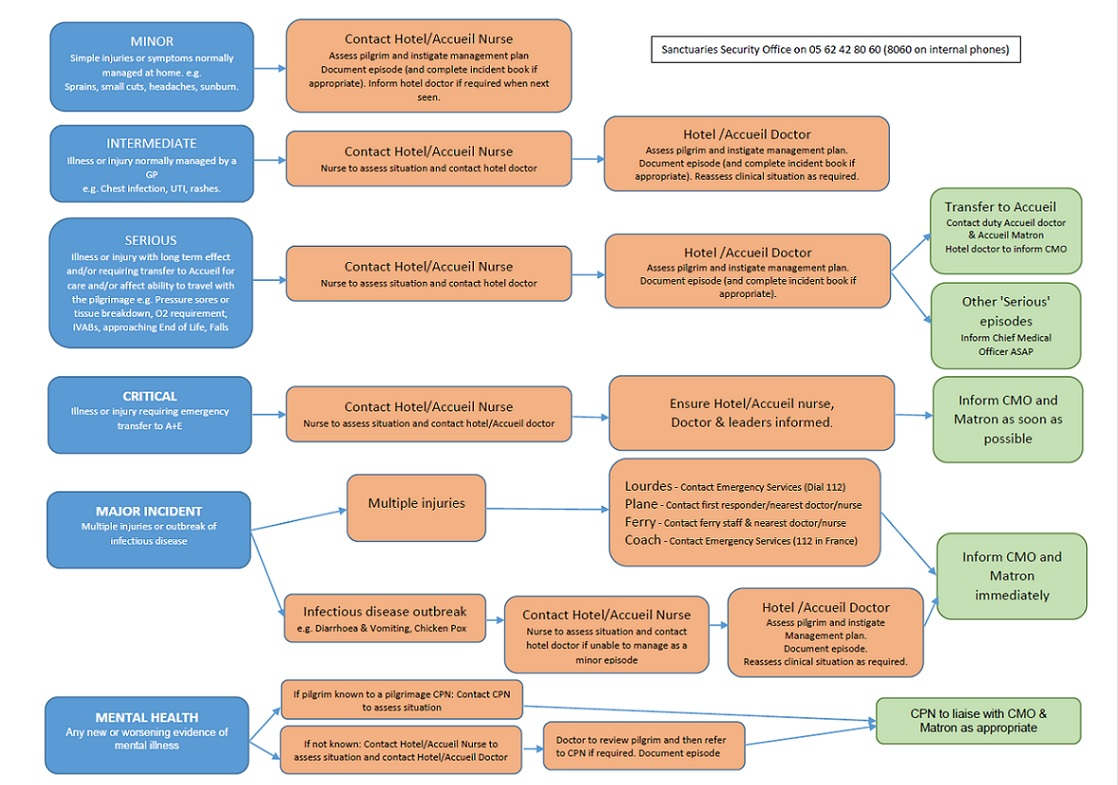 MINOR
Simple injuries or symptoms normally
managed at home. e.g.
Sprains, small cuts, headaches, sunburn.
Contact Hotel/Accueil Nurse
Assess pilgrim and instigate management plan
Document episode (and complete incident book if
appropriate). Inform hotel doctor if required when next
seen.
Sanctuaries Security Office on 05 62 42 80 60 (8060 on internal phones)
INTERMEDIATE
Illness or injury normally managed by a
GP
e.g. Chest infection, UTI, rashes.
Contact Hotel/Accueil Nurse
Nurse to assess situation and contact hotel doctor
Hotel /Accueil Doctor
Assess pilgrim and instigate management plan.
Document episode (and complete incident book if
appropriate). Reassess clinical situation as required.
SERIOUS
Illness or injury with long term effect
and/or requiring transfer to Accueil for
care and/or affect ability to travel with
the pilgrimage e.g. Pressure sores or
tissue breakdown, O2 requirement,
IVABs, approaching End of Life, Falls
Contact Hotel/Accueil Nurse
Nurse to assess situation and contact hotel doctor
Hotel /Accueil Doctor
Assess pilgrim and instigate management plan.
Document episode (and complete incident book if
appropriate).
Transfer to Accueil
Contact duty Accueil doctor
& Accueil Matron
Hotel doctor to inform CMO
Other 'Serious'
episodes
Inform Chief Medical
Officer ASAP
CRITICAL
Illness or injury requiring emergency
transfer to A+E
Contact Hotel/Accueil Nurse
Nurse to assess situation and contact hotel/Accueil doctor
Ensure Hotel/Accueil nurse,
Doctor & leaders informed.
Inform CMO and
Matron as soon as
possible
MAJOR INCIDENT
Multiple injuries or outbreak of
infectious disease
Multiple injuries
Lourdes - Contact Emergency Services (Dial 112)
Plane - Contact first responder/nearest doctor/nurse
Ferry - Contact ferry staff & nearest doctor/nurse
Coach - Contact Emergency Services (112 in France)
Inform CMO and
Matron
immediately
Infectious disease outbreak
e.g. Diarrhoea & Vomiting, Chicken Pox
Contact Hotel/Accueil Nurse
Nurse to assess situation and contact
hotel doctor if unable to manage as a
minor episode
Hotel /Accueil Doctor
Assess pilgrim and instigate
Management plan.
Document episode.
Reassess clinical situation as required.
MENTAL HEALTH
Any new or worsening evidence of
mental illness
If pilgrim known to a pilgrimage CPN: Contact CPN
to assess situation
If not known: Contact Hotel/Accueil Nurse to
assess situation and contact Hotel/Accueil Doctor
Doctor to review pilgrim and then refer
to CPN if required. Document episode
CPN to liaise with CMO &
Matron as appropriate